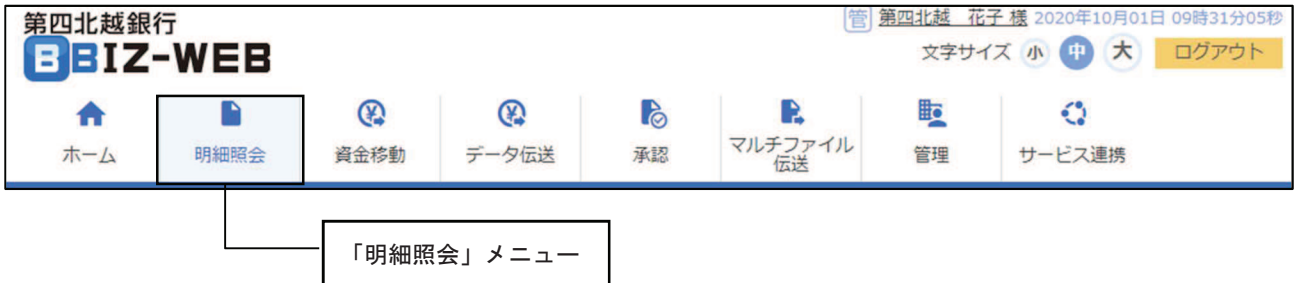 第四北越銀行
BBIZ-WEB
管 第四北越 花子 様 2020年10月01日 09時31分05秒
文字サイズ 小 中 大 ログアウト
ホーム
明細照会
資金移動
データ伝送
承認
マルチファイル
伝送
管理
サービス連携
「明細照会」メニュー